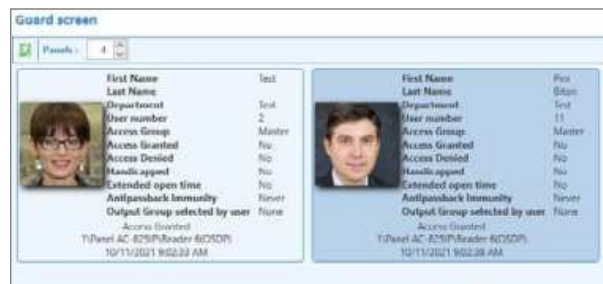 Guard screen
Panels : 4
First Name Test
Last Name
Department Test
User number 2
Access Group Master
Access Granted No
Access Denied No
Handicapped No
Extended open time No
Antipassback Immunity Never
Output Group selected by user None
Access Granted
1\Panel AC-825IP\Reader 6(OSDP)
10/11/2021 9:02:33 AM
First Name
Last Name Bitan
Department Test
User number 11
Access Group Master
Access Granted No
Access Denied No
Handicapped No
Extended open time No
Antipassback Immunity Never
Output Group selected by user None
Access Granted
1\Panel AC-825IP\Reader 6(OSDP)
10/11/2021 9:02:38 AM